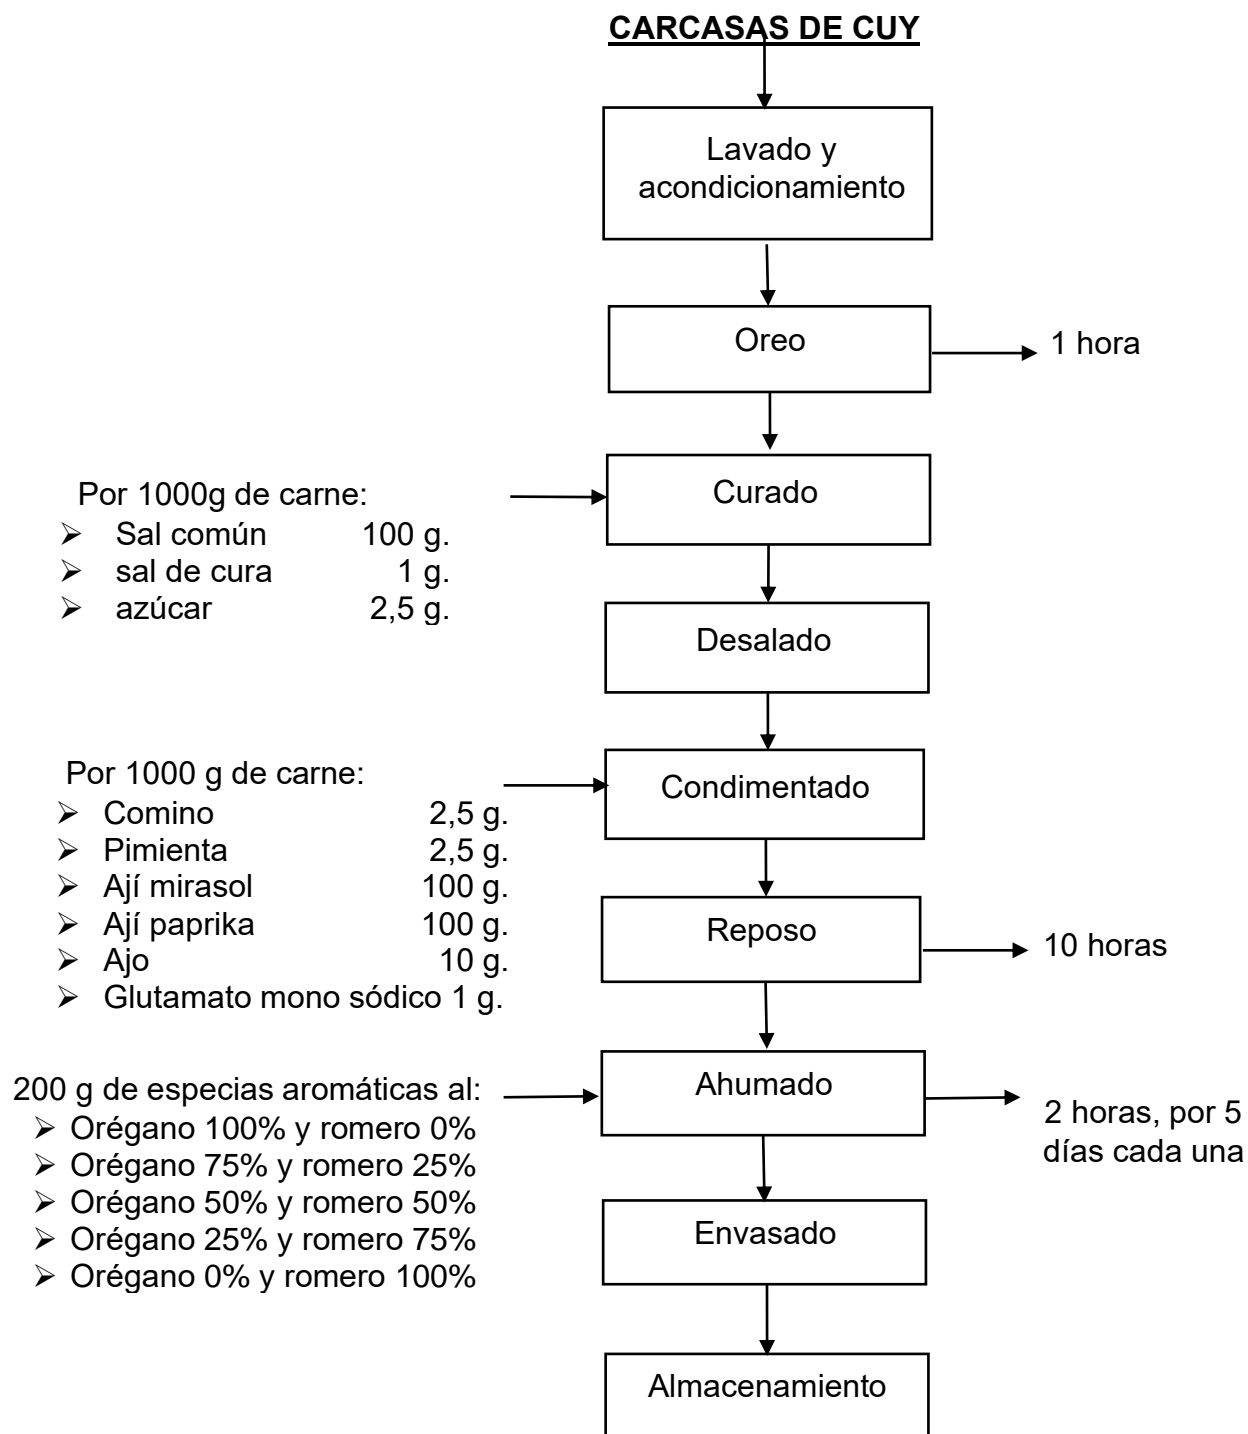 CARCASAS DE CUY
Lavado y
acondicionamiento
Oreo
1 hora
Curado
Por 1000g de carne:
➢ Sal común 100 g.
➢ sal de cura 1 g.
➢ azúcar 2,5 g.
Desalado
Condimentado
Por 1000 g de carne:
➢ Comino 2,5 g.
➢ Pimienta 2,5 g.
➢ Ají mirasol 100 g.
➢ Ají paprika 100 g.
➢ Ajo 10 g.
➢ Glutamato mono sódico 1 g.
Reposo
10 horas
Ahumado
200 g de especias aromáticas al:
➢ Orégano 100% y romero 0%
➢ Orégano 75% y romero 25%
➢ Orégano 50% y romero 50%
➢ Orégano 25% y romero 75%
➢ Orégano 0% y romero 100%
2 horas, por 5
días cada una
Envasado
Almacenamiento